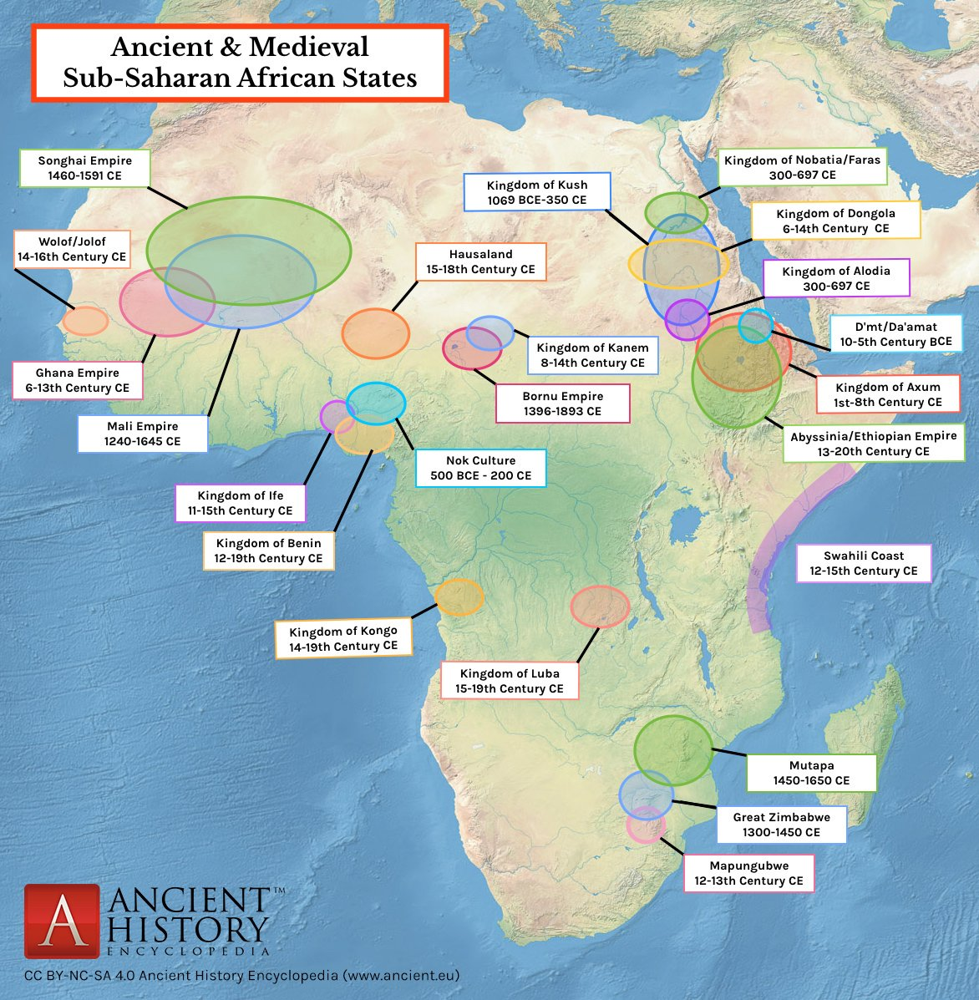 Ancient & Medieval
Sub-Saharan African States
Songhai Empire
1460-1591 CE
Kingdom of Kush
1069 BCE-350 CE
Kingdom of Nobatia/Faras
300-697 CE
Kingdom of Dongola
6-14th Century CE
Wolof/Jolof
14-16th Century CE
Hausaland
15-18th Century CE
Kingdom of Alodia
300-697 CE
D'mt/Da'amat
10-5th Century BCE
Kingdom of Kanem
8-14th Century CE
Ghana Empire
6-13th Century CE
Bornu Empire
1396-1893 CE
Kingdom of Axum
1st-8th Century CE
Mali Empire
1240-1645 CE
Abyssinia/Ethiopian Empire
13-20th Century CE
Nok Culture
500 BCE - 200 CE
Kingdom of Ife
11-15th Century CE
Kingdom of Benin
12-19th Century CE
Swahili Coast
12-15th Century CE
Kingdom of Kongo
14-19th Century CE
Kingdom of Luba
15-19th Century CE
Mutapa
1450-1650 CE
Great Zimbabwe
1300-1450 CE
Mapungubwe
12-13th Century CE
A
ANCIENT™
HISTORY
ENCYCLOPEDIA
CC BY-NC-SA 4.0 Ancient History Encyclopedia (www.ancient.eu)